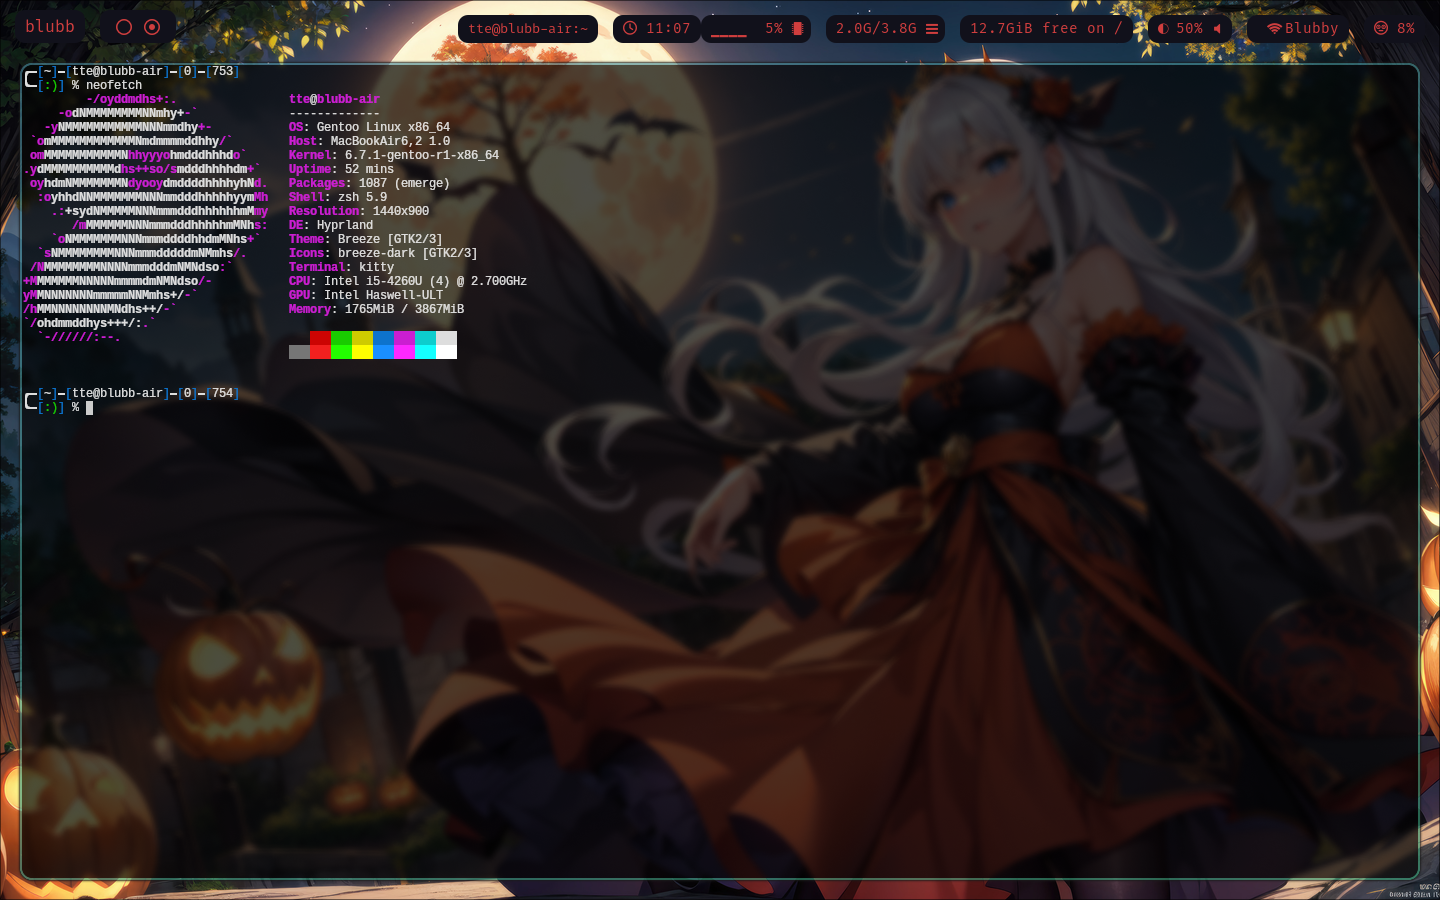 blubb
tte@blubb-air:~
11:07
5%
2.0G/3.8G
12.7GiB free on /
50%
Blubby
8%
[~]—[tte@blubb-air]—[0]—[753]
[:)] % neofetch
-/oyddmdhs+:.
-odNMMMMMMMMNNmhy+-`
-yNMMMMMMMMMMMNNNmmdhy+-
`omMMMMMMMMMMMMNmdmmmmddhhy/`
omMMMMMMMMMMMNhhyyyohmdddhhhdo`
.ydMMMMMMMMMMdhs++so/smdddhhhhdm+`
oyhdmNMMMMMMMNdyooydmddddhhhhyhNd.
:oyhhdNNMMMMMMMNNNmmdddhhhhhyymMh
.:+sydNMMMMMNNNmmmdddhhhhhhmMmy
/mMMMMMMNNNmmmdddhhhhhmMNhs:
`oNMMMMMMMNNNmmmddddhhdmMNhs+`
`sNMMMMMMMMNNNmmmdddddmNMmhs/.
/NMMMMMMMMNNNNmmmdddmNMNdso:`
+MMMMMMMNNNNNmmmmdmNMNdso/-
yMMNNNNNNNmmmmmNNMmhs+/-`
/hMMNNNNNNNNMNdhs++/-`
`/ohdmmddhys+++/:.`
`-//////:--.
tte@blubb-air
-------------
OS: Gentoo Linux x86_64
Host: MacBookAir6,2 1.0
Kernel: 6.7.1-gentoo-r1-x86_64
Uptime: 52 mins
Packages: 1087 (emerge)
Shell: zsh 5.9
Resolution: 1440x900
DE: Hyprland
Theme: Breeze [GTK2/3]
Icons: breeze-dark [GTK2/3]
Terminal: kitty
CPU: Intel i5-4260U (4) @ 2.700GHz
GPU: Intel Haswell-ULT
Memory: 1765MiB / 3867MiB
[~]—[tte@blubb-air]—[0]—[754]
[:)] %